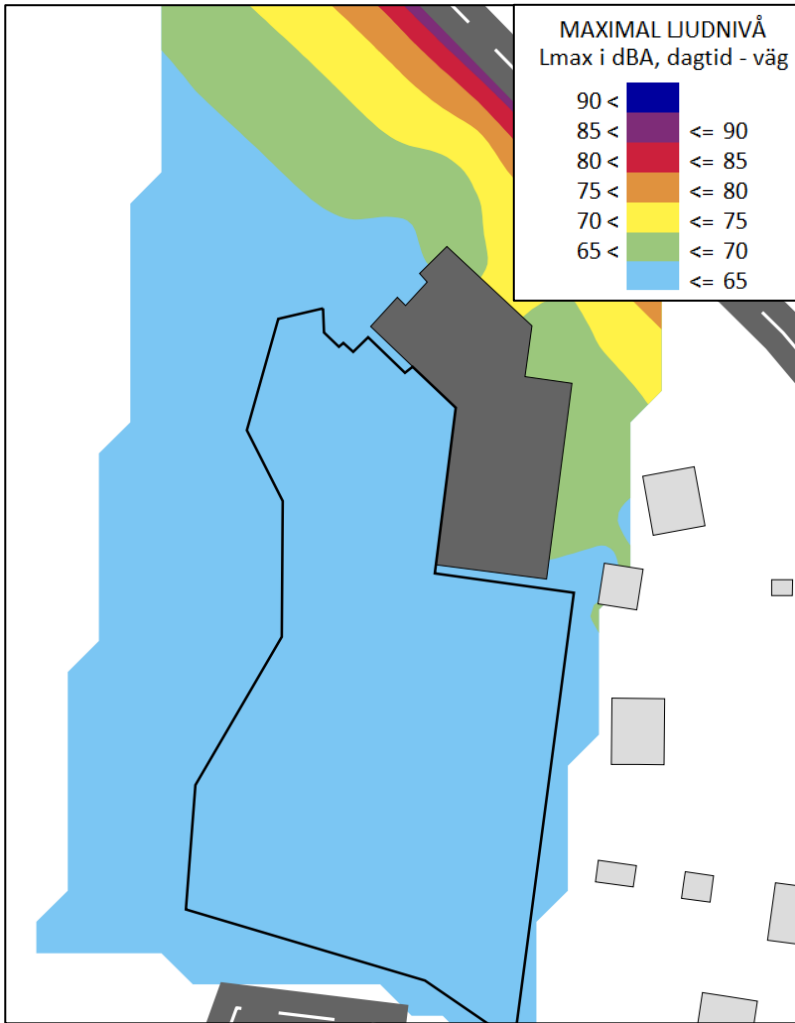 MAXIMAL LJUDNIVÅ
Lmax i dBA, dagtid - väg
90 <
85 < <= 90
80 < <= 85
75 < <= 80
70 < <= 75
65 < <= 70
<= 65